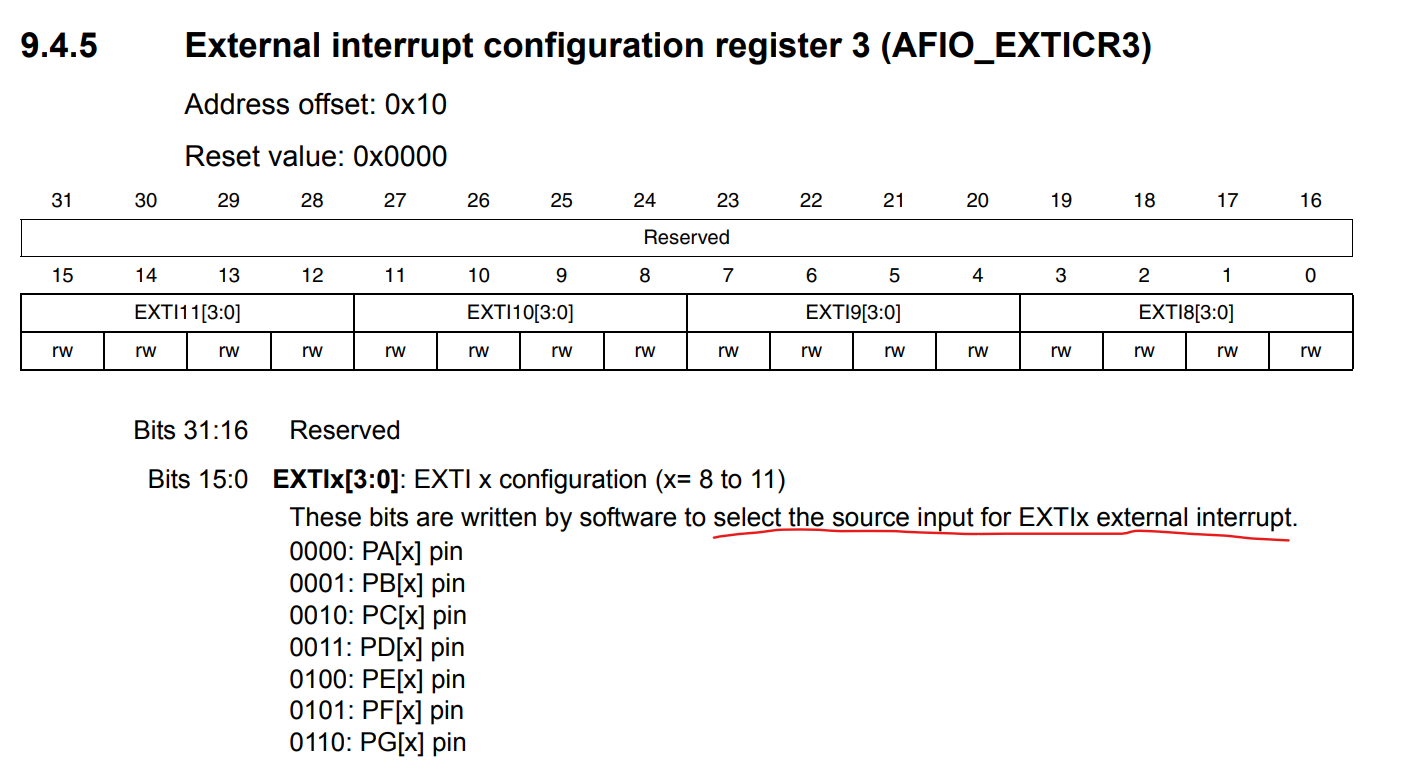 9.4.5 External interrupt configuration register 3 (AFIO_EXTICR3)
Address offset: 0x10
Reset value: 0x0000
31 30 29 28 27 26 25 24 23 22 21 20 19 18 17 16
Reserved
15 14 13 12 11 10 9 8 7 6 5 4 3 2 1 0
EXTI11[3:0] EXTI10[3:0] EXTI9[3:0] EXTI8[3:0]
rw rw rw rw rw rw rw rw rw rw rw rw rw rw rw rw
Bits 31:16 Reserved
Bits 15:0 EXTIx[3:0]: EXTI x configuration (x= 8 to 11)
These bits are written by software to select the source input for EXTIx external interrupt.
0000: PA[x] pin
0001: PB[x] pin
0010: PC[x] pin
0011: PD[x] pin
0100: PE[x] pin
0101: PF[x] pin
0110: PG[x] pin